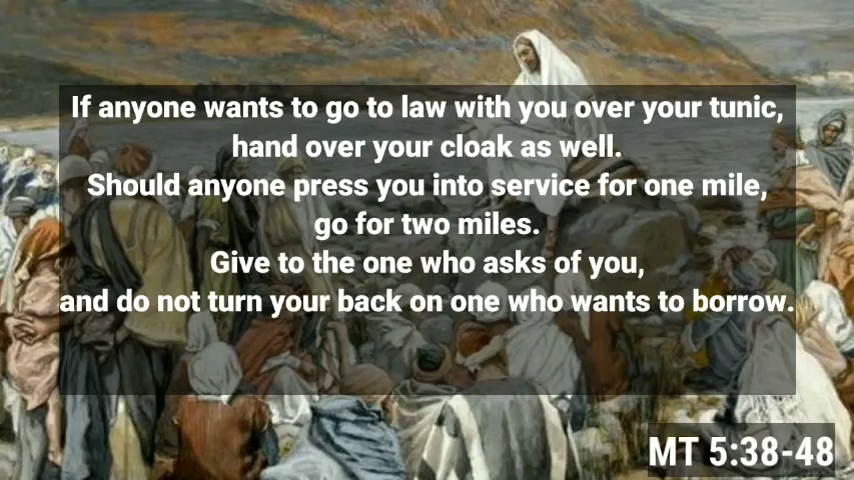 If anyone wants to go to law with you over your tunic,
hand over your cloak as well.
Should anyone press you into service for one mile,
go for two miles.
Give to the one who asks of you,
and do not turn your back on one who wants to borrow.
MT 5:38-48